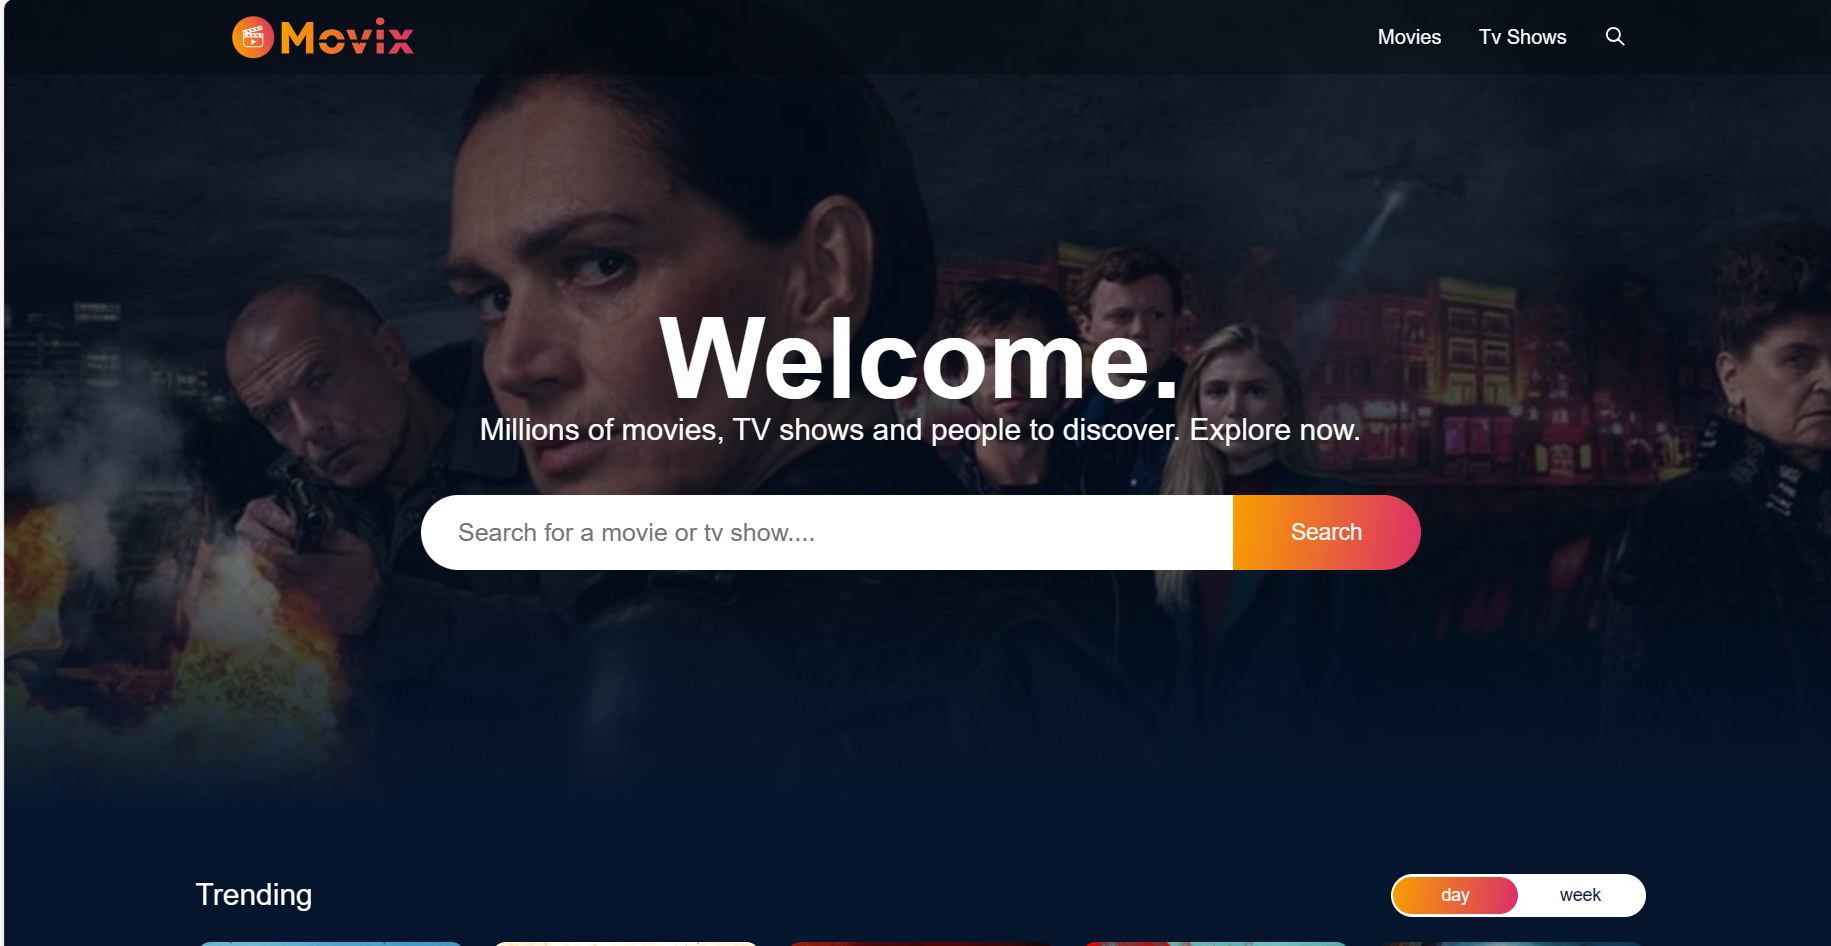 Movix
Movies
Tv Shows
Welcome.
Millions of movies, TV shows and people to discover. Explore now.
Search for a movie or tv show....
Search
Trending
day
week